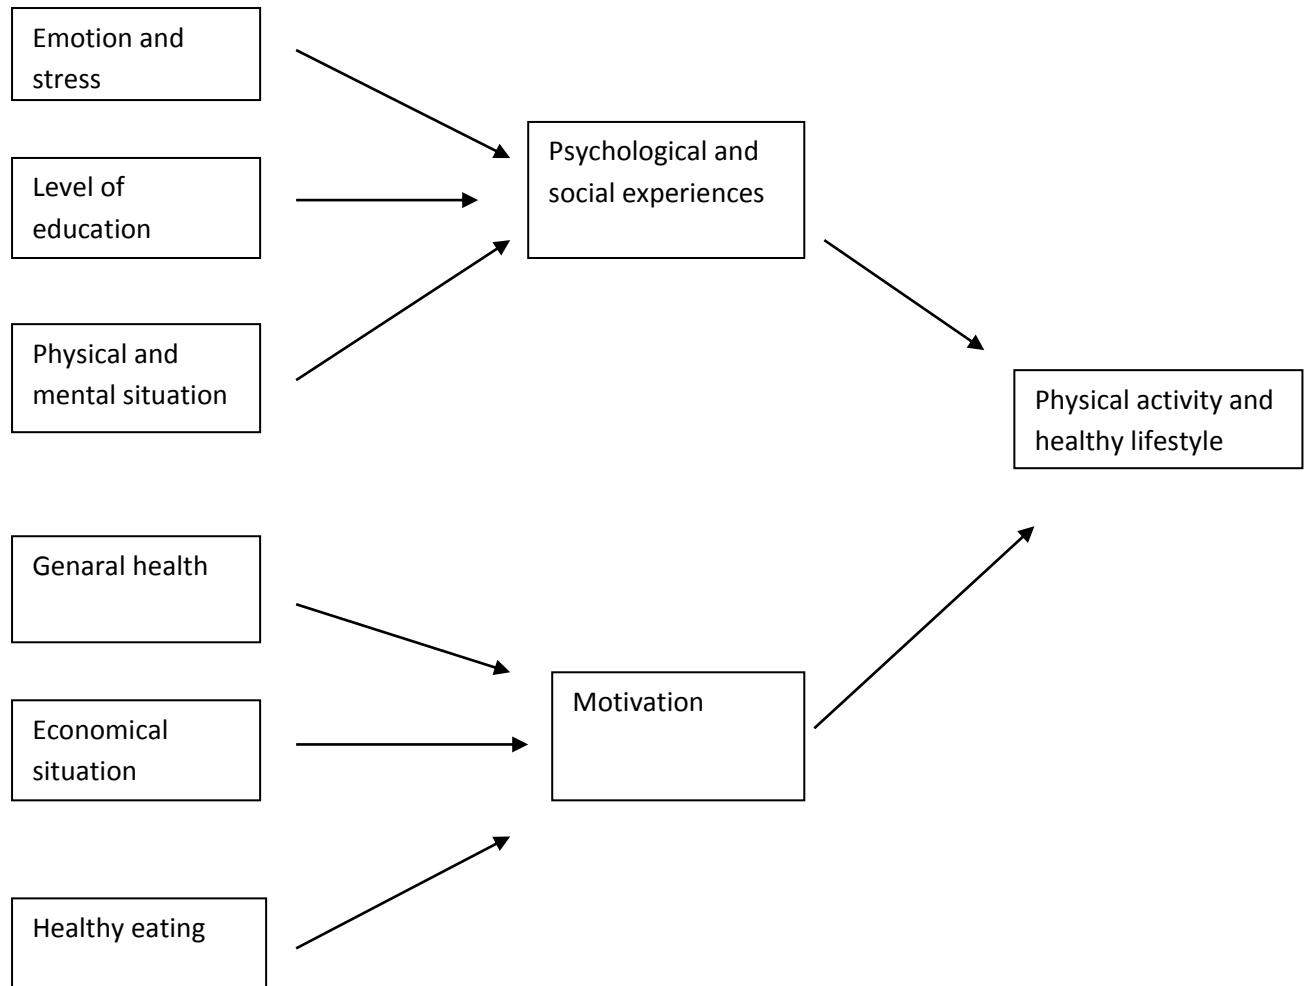 Emotion and
stress
Level of
education
Physical and
mental situation
Psychological and
social experiences
Physical activity and
healthy lifestyle
Genaral health
Economical
situation
Healthy eating
Motivation